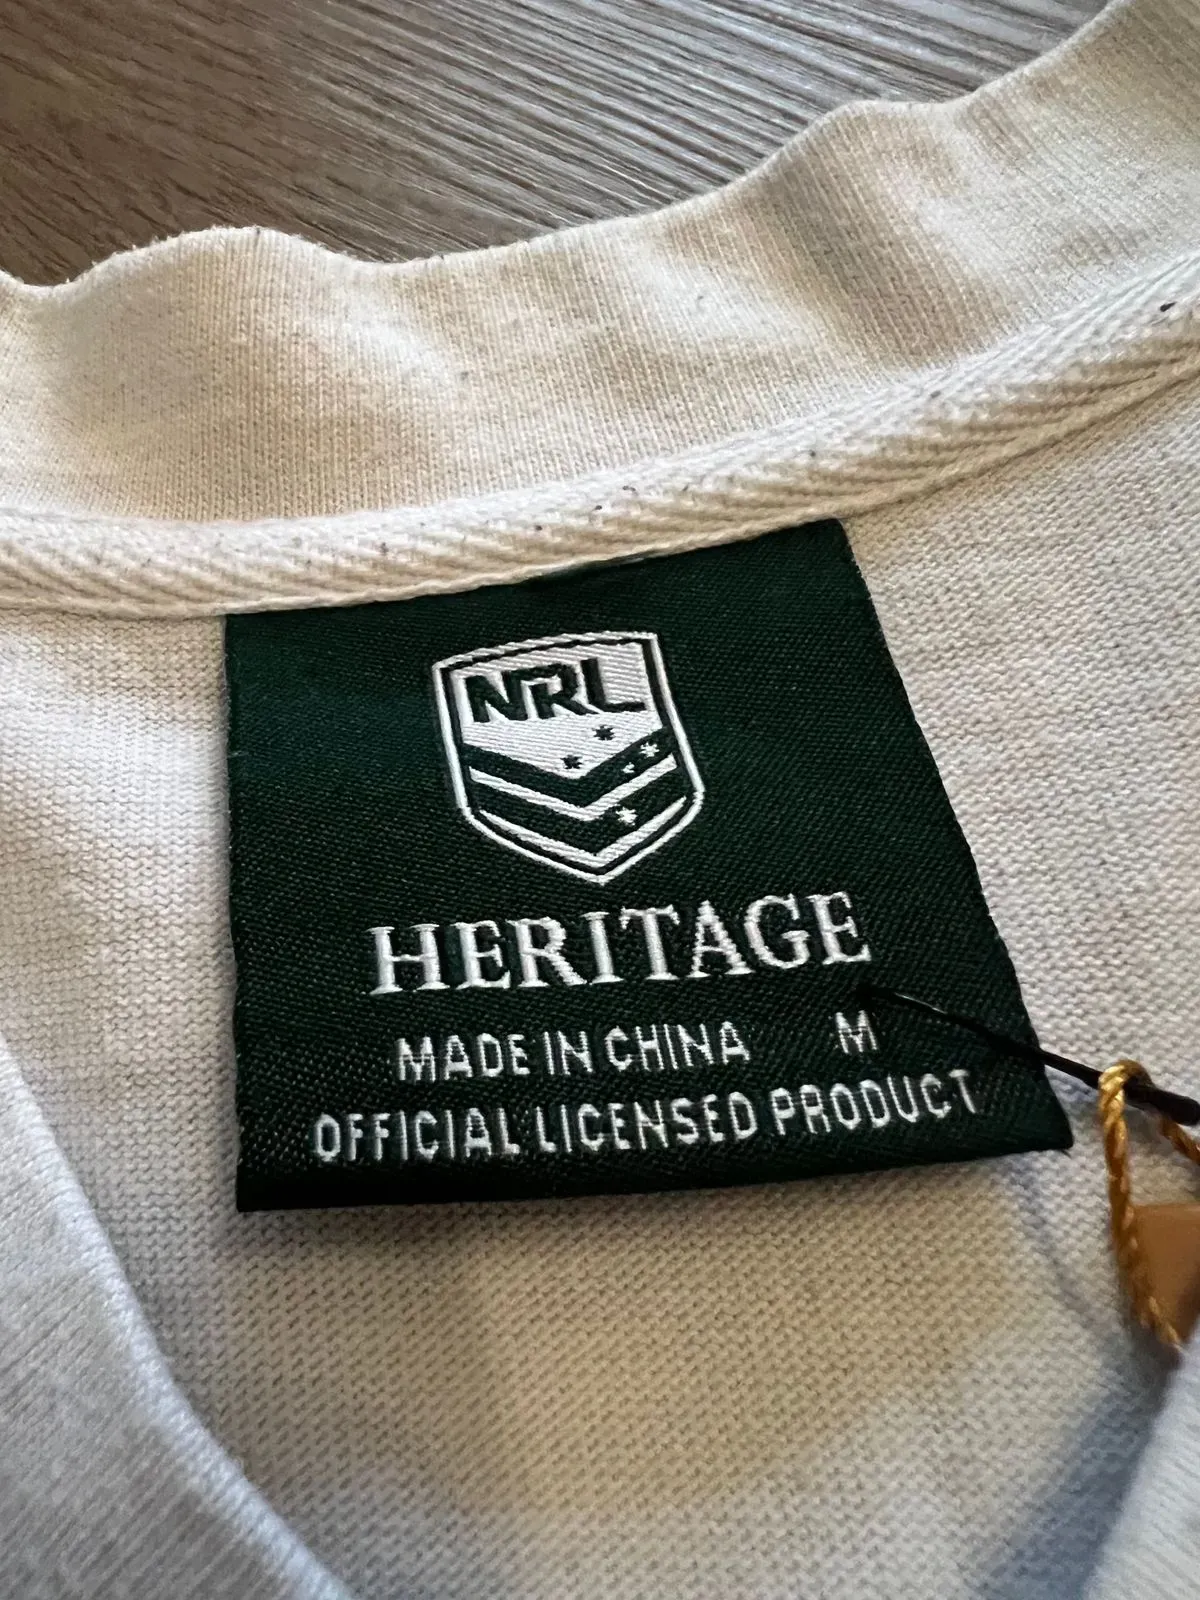 NRL
HERITAGE
MADE IN CHINA M
OFFICIAL LICENSED PRODUCT